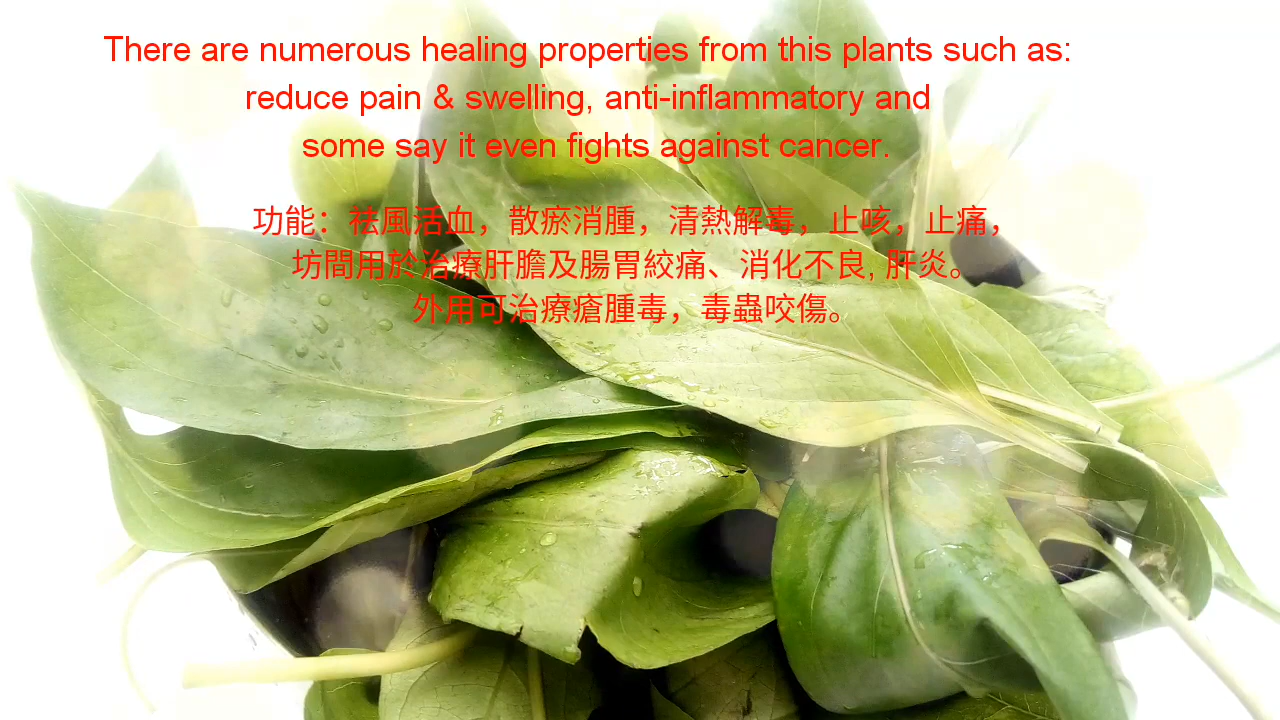 There are numerous healing properties from this plants such as:
reduce pain & swelling, anti-inflammatory and
some say it even fights against cancer.
功能：祛風活血，散瘀消腫，清熱解毒，止咳，止痛，
坊間用於治療肝膽及腸胃絞痛、消化不良, 肝炎。
外用可治療瘡腫毒，毒蟲咬傷。